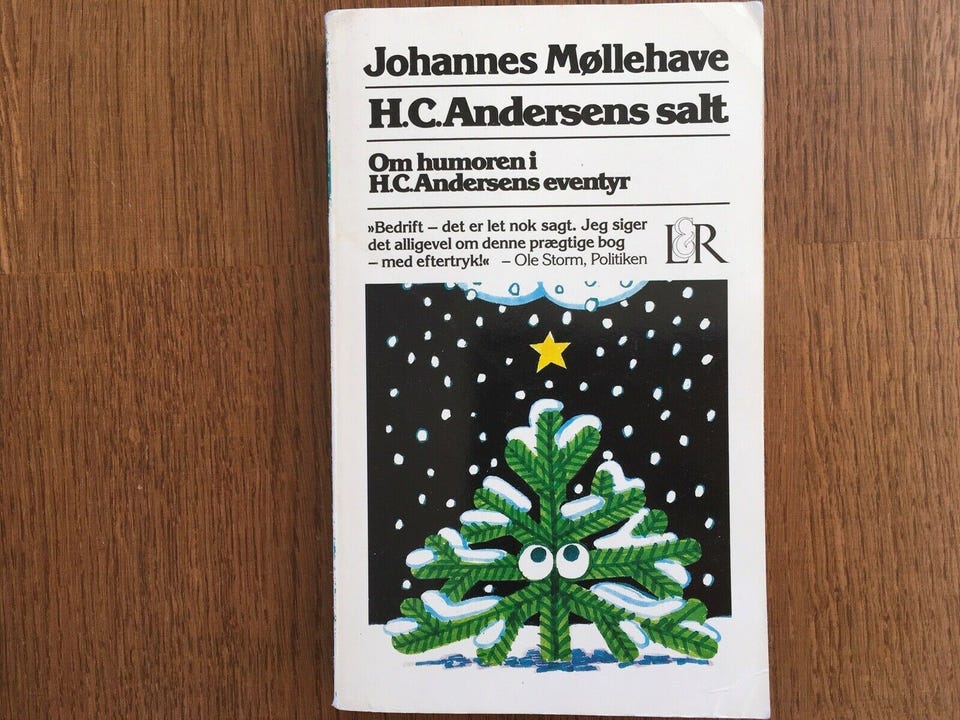 Johannes Møllehave
H.C.Andersens salt
Om humoren i
H.C.Andersens eventyr
»Bedrift – det er let nok sagt. Jeg siger
det alligevel om denne prægtige bog
– med eftertryk!« – Ole Storm, Politiken
L&R